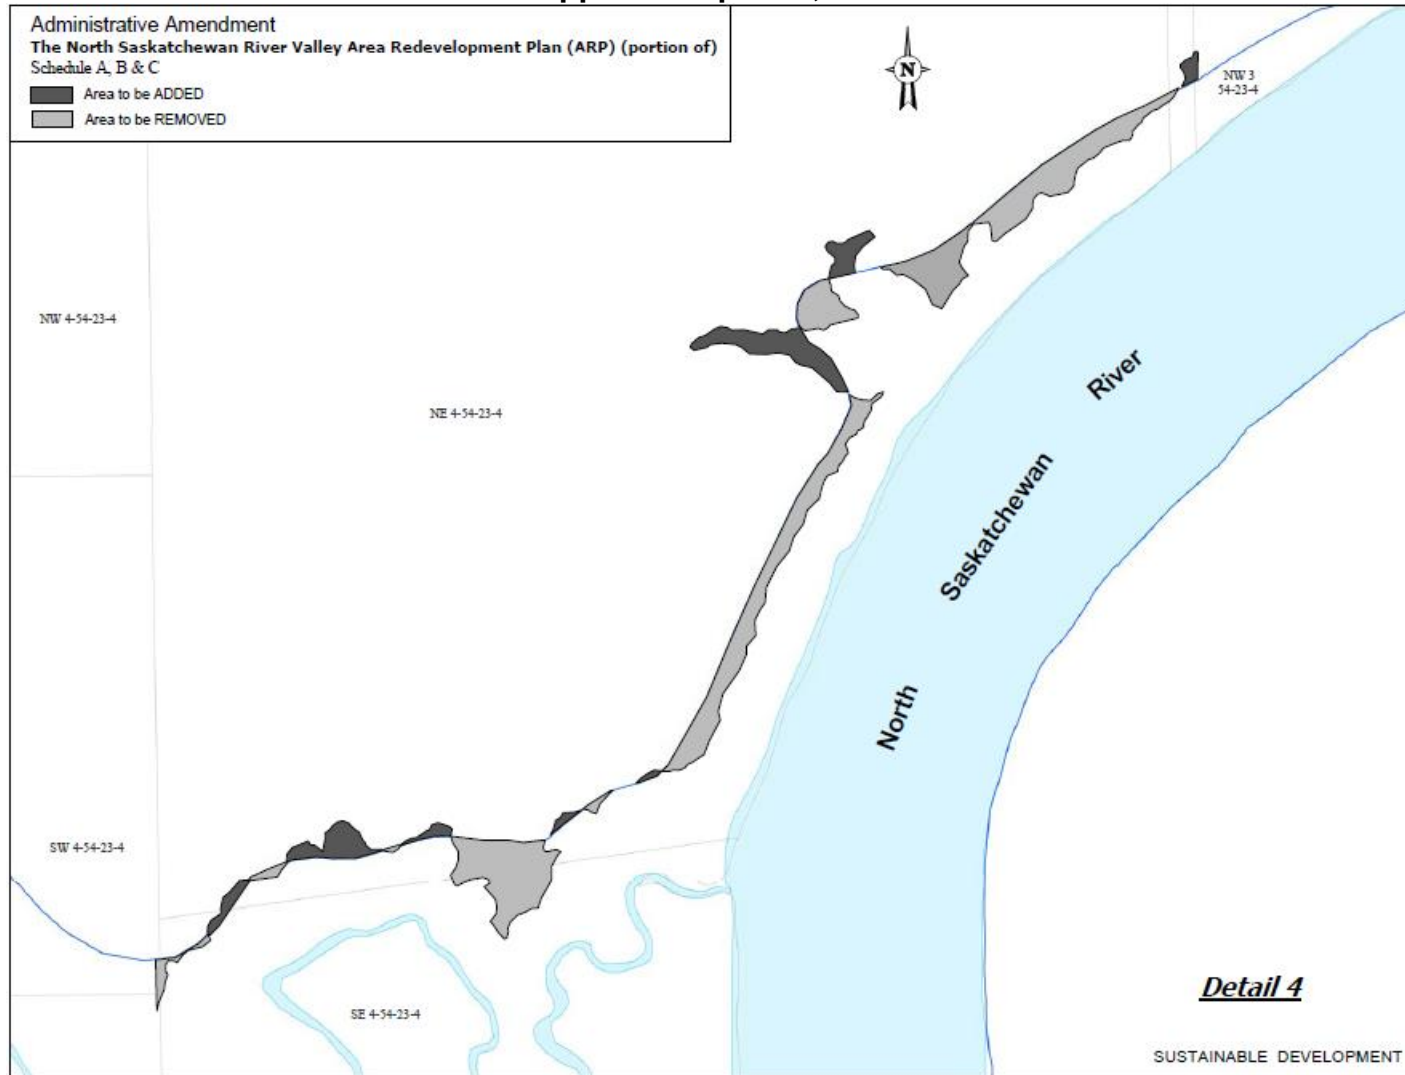 Administrative Amendment
The North Saskatchewan River Valley Area Redevelopment Plan (ARP) (portion of)
Schedule A, B & C
Area to be ADDED
Area to be REMOVED
N
NW 3
54-23-4
NW 4-54-23-4
NE 4-54-23-4
River
Saskatchewan
North
SW 4-54-23-4
SE 4-54-23-4
Detail 4
SUSTAINABLE DEVELOPMENT